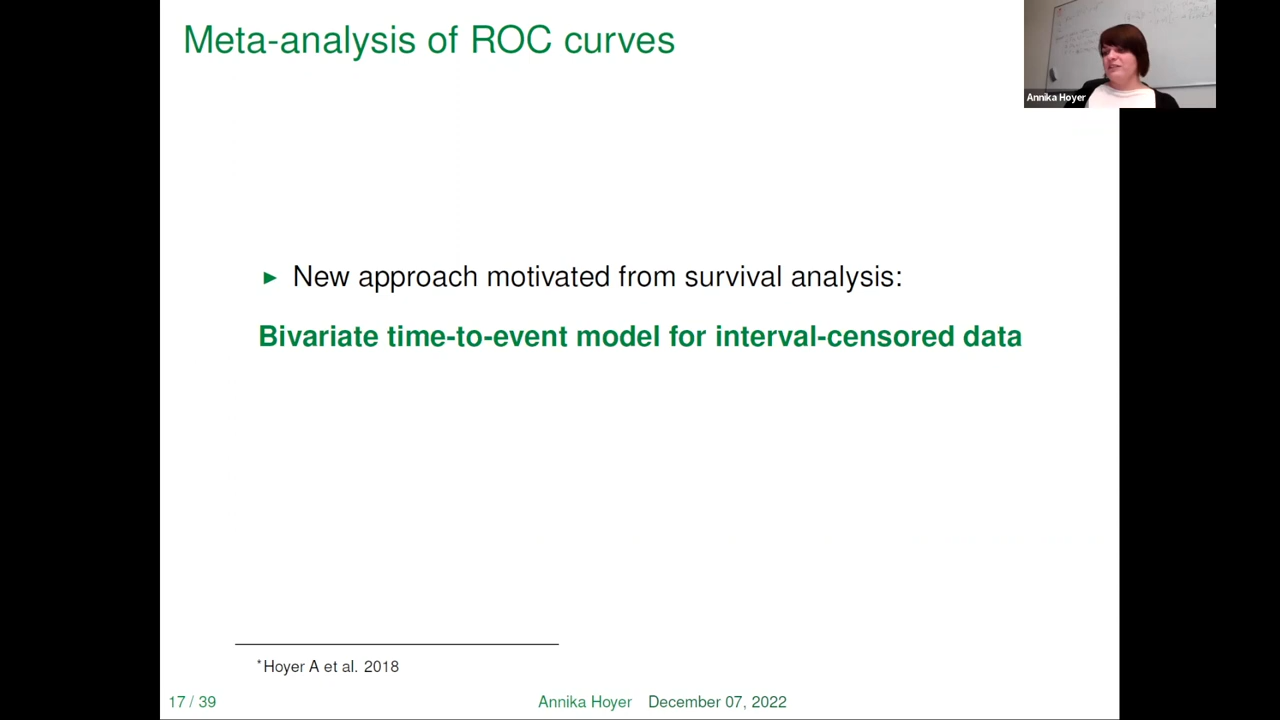 Meta-analysis of ROC curves
Annika Hoyer
► New approach motivated from survival analysis:
Bivariate time-to-event model for interval-censored data
*Hoyer A et al. 2018
17 / 39
Annika Hoyer December 07, 2022